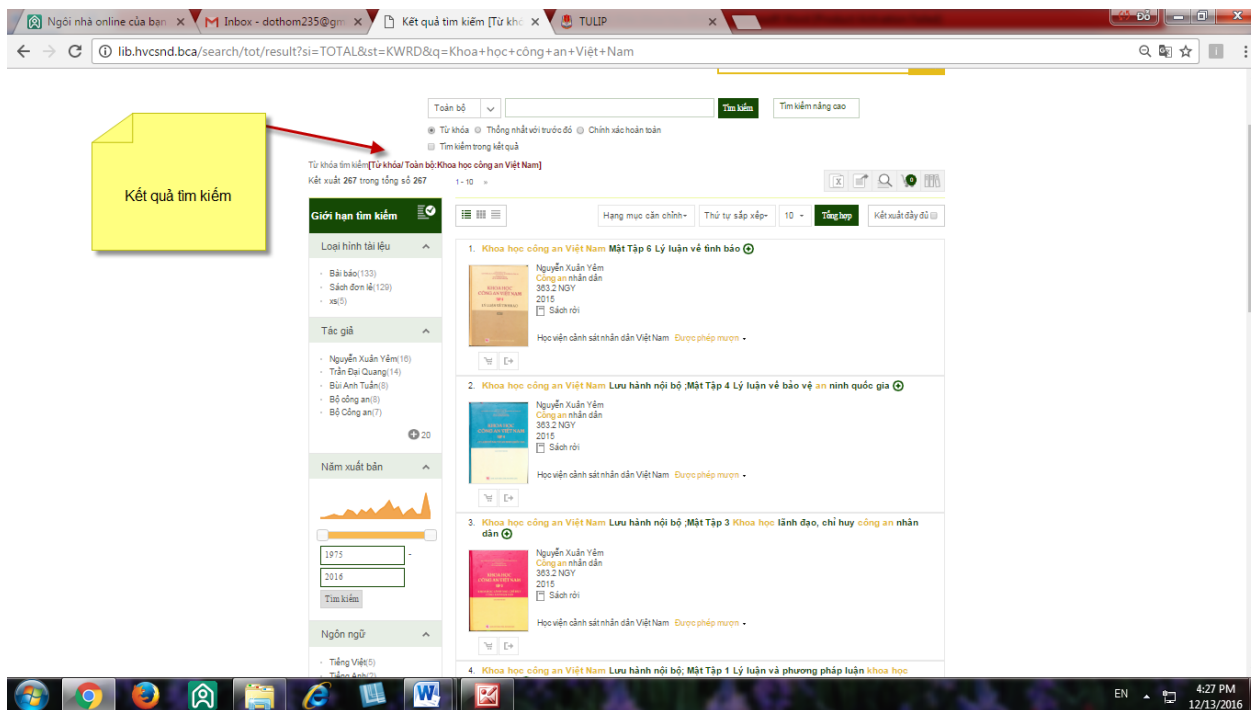 Ngôi nhà online của bạn
Inbox - dothom235@gm
Kết quả tìm kiếm [Từ khó
TULIP
Đỗ
lib.hvcsnd.bca/search/tot/result?si=TOTAL&st=KWRD&q=Khoa+học+công+an+Việt+Nam
Toàn bộ
Tìm kiếm
Tìm kiếm nâng cao
Từ khóa Thống nhất với trước đó Chính xác hoàn toàn
Tìm kiếm trong kết quả
Từ khóa tìm kiếm[Từ khóa/ Toàn bộ:Khoa học công an Việt Nam]
Kết xuất 267 trong tổng số 267 1 - 10 »
0
Kết quả tìm kiếm
Giới hạn tìm kiếm
Hạng mục căn chỉnh
Thứ tự sắp xếp
10
Tổng hợp
Kết xuất đầy đủ
Loại hình tài liệu
Bài báo(133)
Sách đơn lẻ(129)
xs(5)
Tác giả
Nguyễn Xuân Yêm(16)
Trần Đại Quang(14)
Bùi Anh Tuấn(8)
Bộ công an(8)
Bộ Công an(7)
20
Năm xuất bản
1975 -
2016
Tìm kiếm
Ngôn ngữ
Tiếng Việt(5)
1. Khoa học công an Việt Nam Mật Tập 6 Lý luận về tình báo
Nguyễn Xuân Yêm
Công an nhân dân
363.2 NGY
2015
Sách rời
Học viện cảnh sát nhân dân Việt Nam Được phép mượn
2. Khoa học công an Việt Nam Lưu hành nội bộ ;Mật Tập 4 Lý luận về bảo vệ an ninh quốc gia
Nguyễn Xuân Yêm
Công an nhân dân
363.2 NGY
2015
Sách rời
Học viện cảnh sát nhân dân Việt Nam Được phép mượn
3. Khoa học công an Việt Nam Lưu hành nội bộ ;Mật Tập 3 Khoa học lãnh đạo, chỉ huy công an nhân
dân
Nguyễn Xuân Yêm
Công an nhân dân
363.2 NGY
2015
Sách rời
Học viện cảnh sát nhân dân Việt Nam Được phép mượn
4. Khoa học công an Việt Nam Lưu hành nội bộ; Mật Tập 1 Lý luận và phương pháp luận khoa học
EN
4:27 PM
12/13/2016